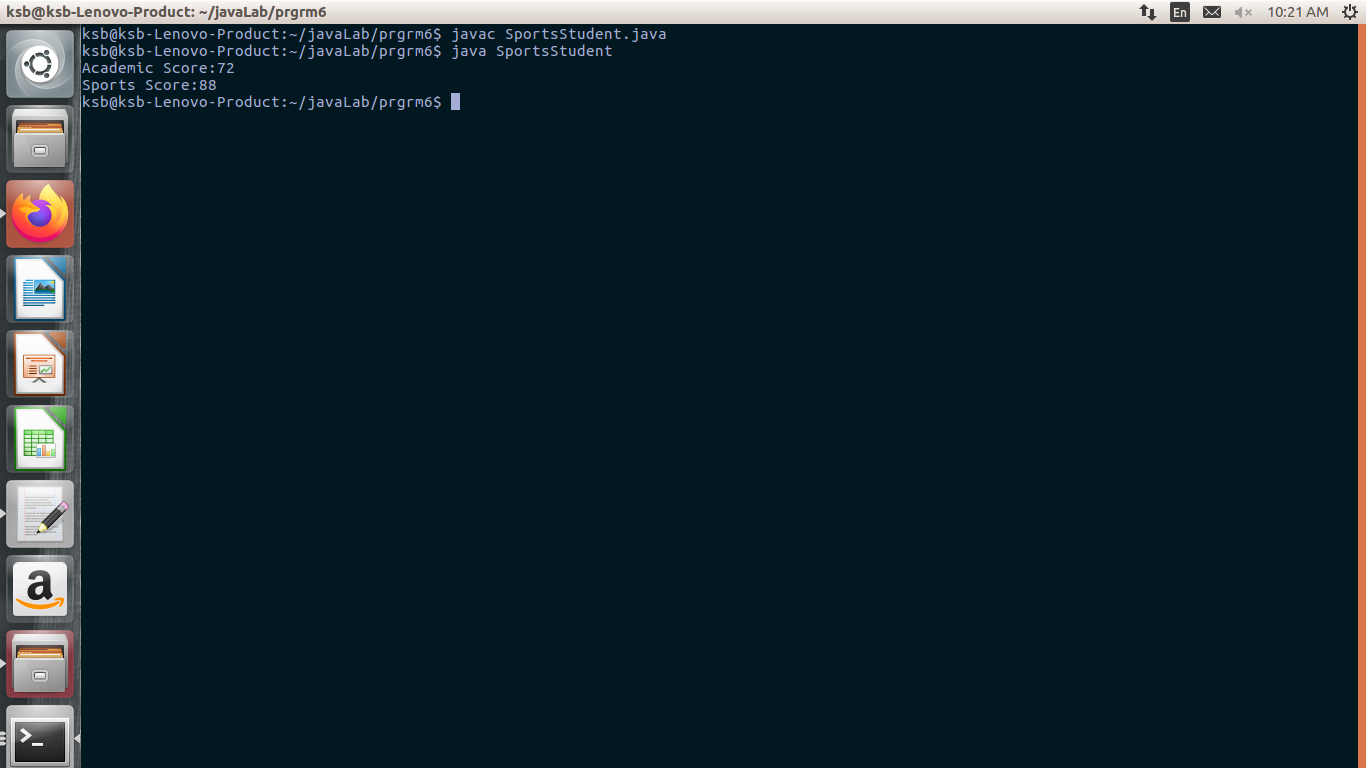 ksb@ksb-Lenovo-Product: ~/javaLab/prgrm6
En
10:21 AM
ksb@ksb-Lenovo-Product:~/javaLab/prgrm6$ javac SportsStudent.java
ksb@ksb-Lenovo-Product:~/javaLab/prgrm6$ java SportsStudent
Academic Score:72
Sports Score:88
ksb@ksb-Lenovo-Product:~/javaLab/prgrm6$
a
>_